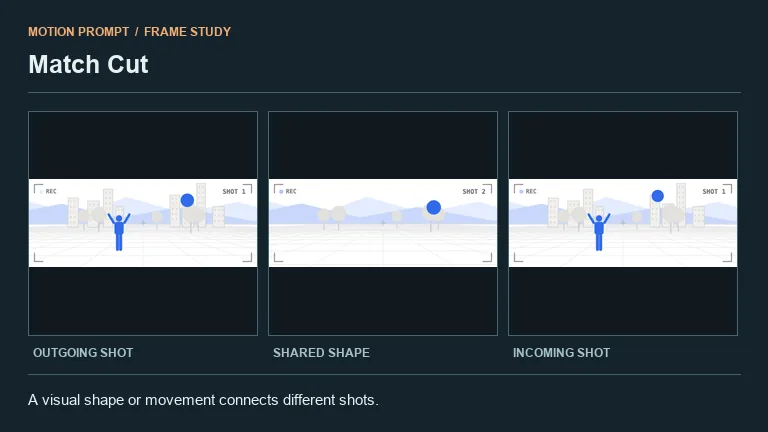 MOTION PROMPT / FRAME STUDY
Match Cut
REC
SHOT 1
REC
SHOT 2
REC
SHOT 1
OUTGOING SHOT
SHARED SHAPE
INCOMING SHOT
A visual shape or movement connects different shots.